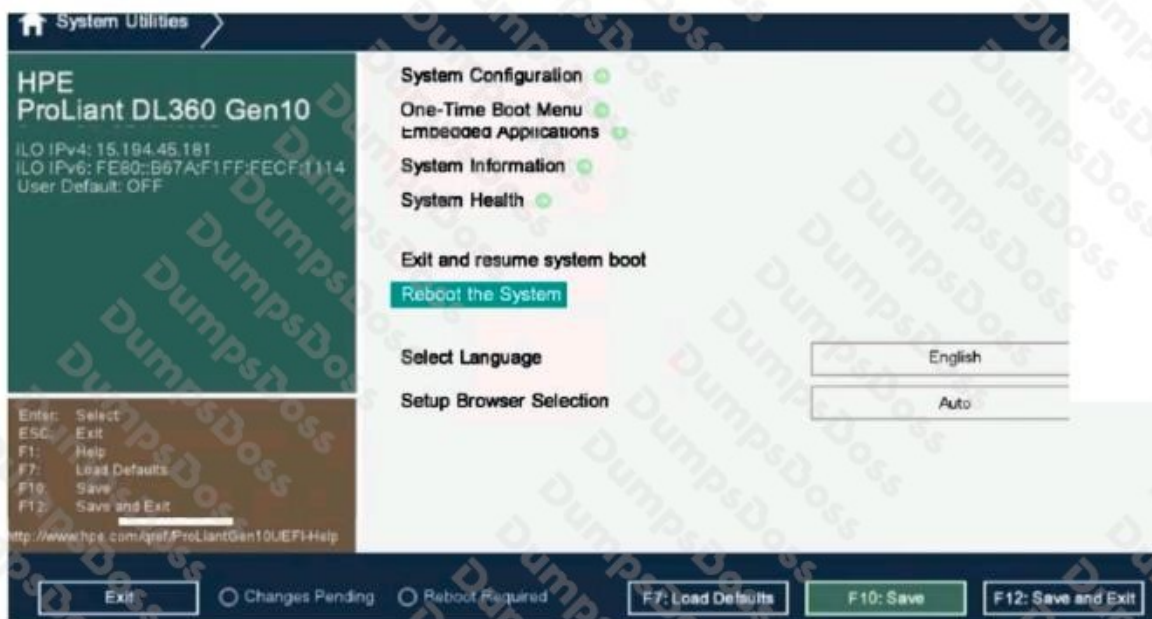 System Utilities
HPE
ProLiant DL360 Gen10
ILO IPv4: 15.194.45.181
ILO IPv6: FE80::B67A:F1FF:FECF:1114
User Default: OFF
System Configuration
One-Time Boot Menu
Embedded Applications
System Information
System Health
Exit and resume system boot
Reboot the System
Select Language English
Setup Browser Selection Auto
Enter: Select
ESC: Exit
F1: Help
F7: Load Defaults
F10: Save
F12: Save and Exit
http://www.hpe.com/qref/ProLiantGen10UEFI-Help
Exit Changes Pending Reboot Required F7: Load Defaults F10: Save F12: Save and Exit
DumpsDoss